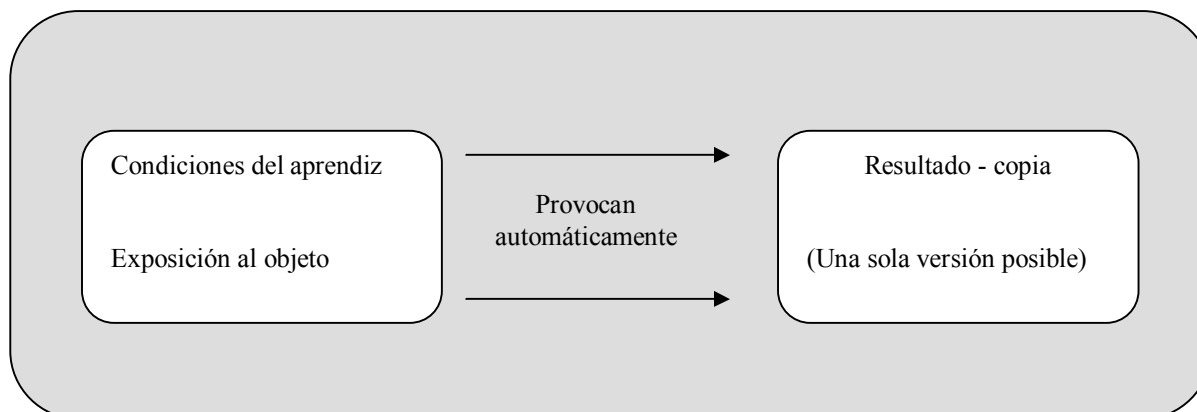 Condiciones del aprendiz
Exposición al objeto
Provocan
automáticamente
Resultado - copia
(Una sola versión posible)